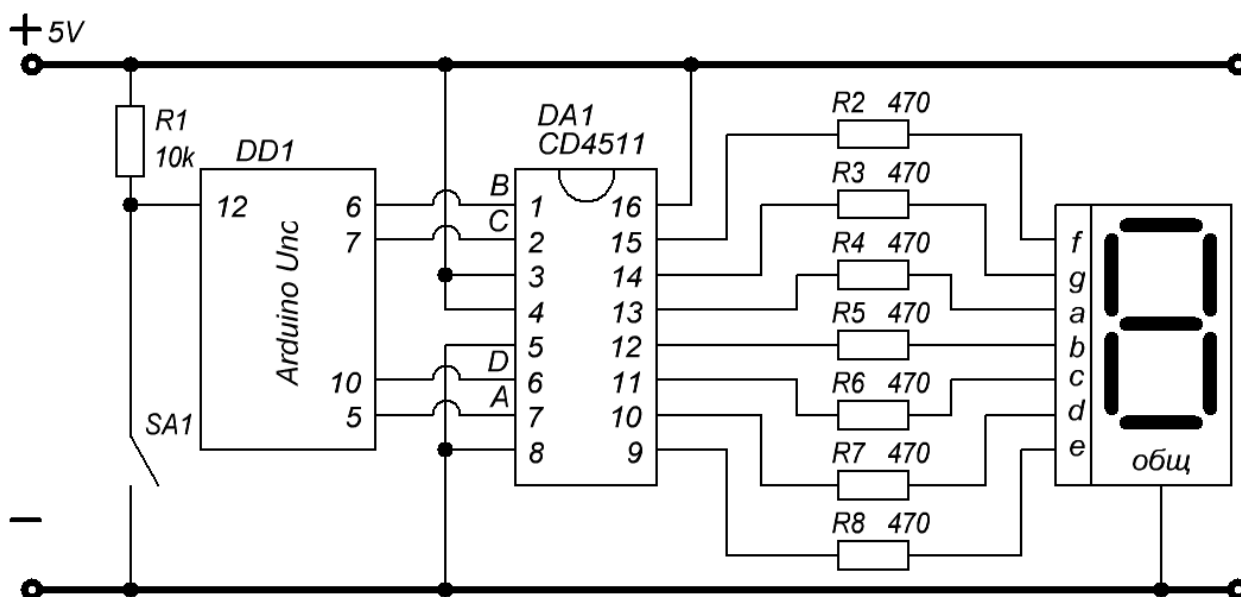 + 5V
R1
10k
DD1
Arduino Uno
12
6
7
10
5
SA1
B
C
D
A
DA1
CD4511
1
2
3
4
5
6
7
8
16
15
14
13
12
11
10
9
R2 470
R3 470
R4 470
R5 470
R6 470
R7 470
R8 470
f
g
a
b
c
d
e
общ
−